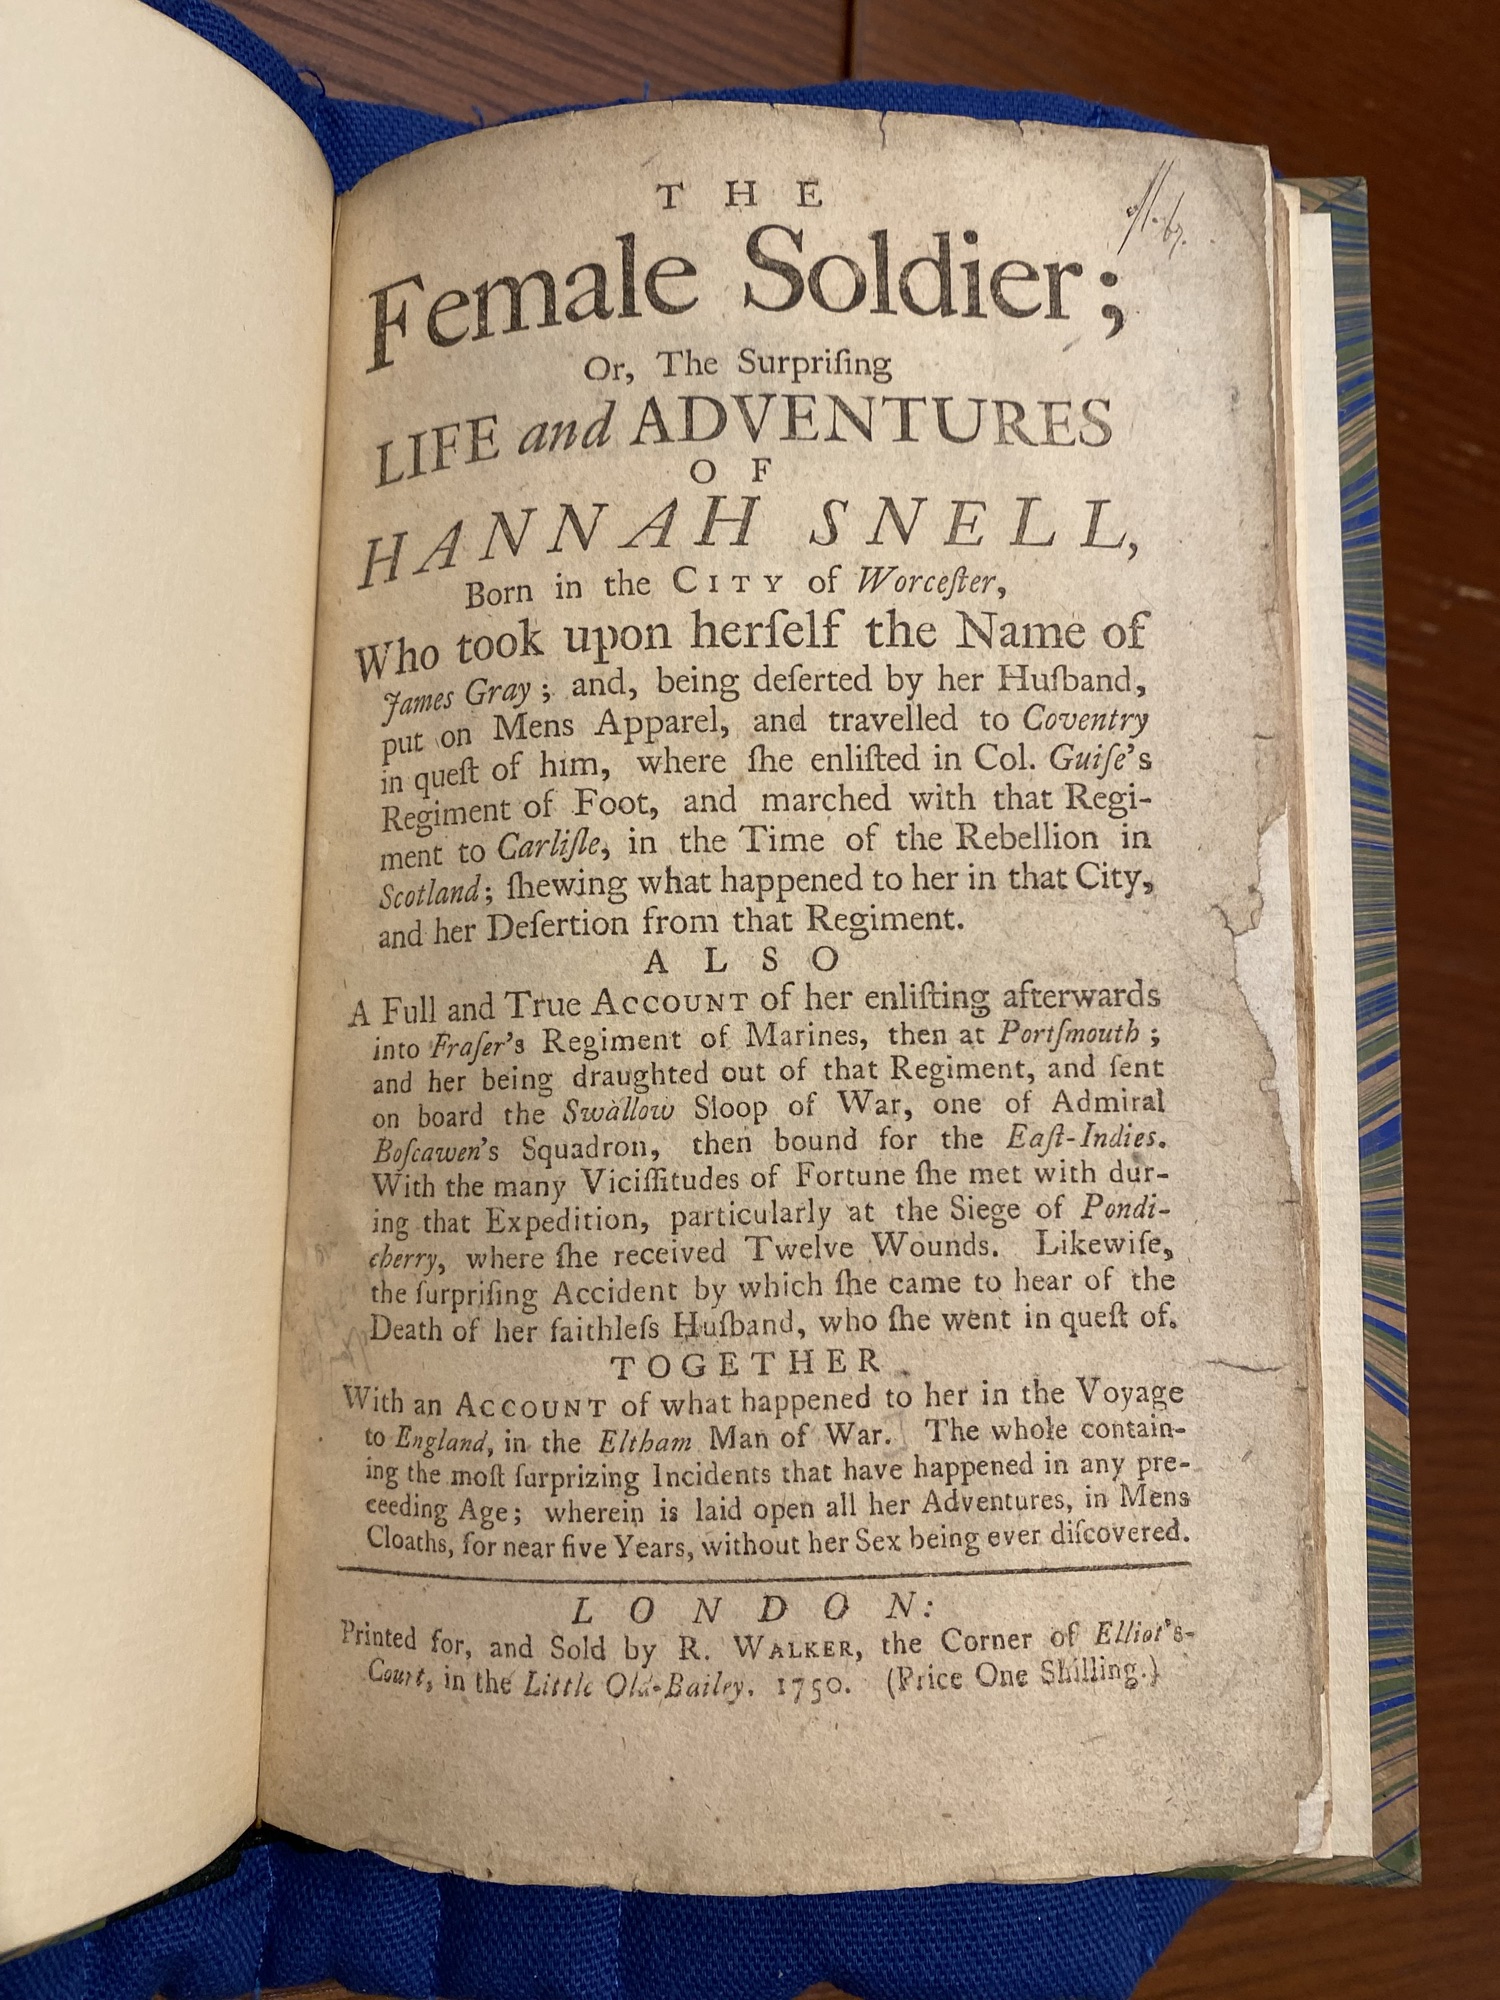 THE
Female Soldier;
Or, The Surpriſing
LIFE and ADVENTURES
OF
HANNAH SNELL,
Born in the CITY of Worceſter,
Who took upon herſelf the Name of
James Gray; and, being deſerted by her Huſband,
put on Mens Apparel, and travelled to Coventry
in queſt of him, where ſhe enliſted in Col. Guiſe's
Regiment of Foot, and marched with that Regi-
ment to Carliſle, in the Time of the Rebellion in
Scotland; ſhewing what happened to her in that City,
and her Deſertion from that Regiment.
ALSO
A Full and True ACCOUNT of her enliſting afterwards
into Fraſer's Regiment of Marines, then at Portſmouth;
and her being draughted out of that Regiment, and ſent
on board the Swallow Sloop of War, one of Admiral
Boſcawen's Squadron, then bound for the Eaſt-Indies.
With the many Viciſſitudes of Fortune ſhe met with dur-
ing that Expedition, particularly at the Siege of Pondi-
cherry, where ſhe received Twelve Wounds. Likewiſe,
the ſurpriſing Accident by which ſhe came to hear of the
Death of her faithleſs Huſband, who ſhe went in queſt of.
TOGETHER
With an ACCOUNT of what happened to her in the Voyage
to England, in the Eltham Man of War. The whole contain-
ing the moſt ſurprizing Incidents that have happened in any pre-
ceeding Age; wherein is laid open all her Adventures, in Mens
Cloaths, for near five Years, without her Sex being ever diſcovered.
LONDON:
Printed for, and Sold by R. WALKER, the Corner of Elliot's-
Court, in the Little Old-Bailey. 1750. (Price One Shilling.)